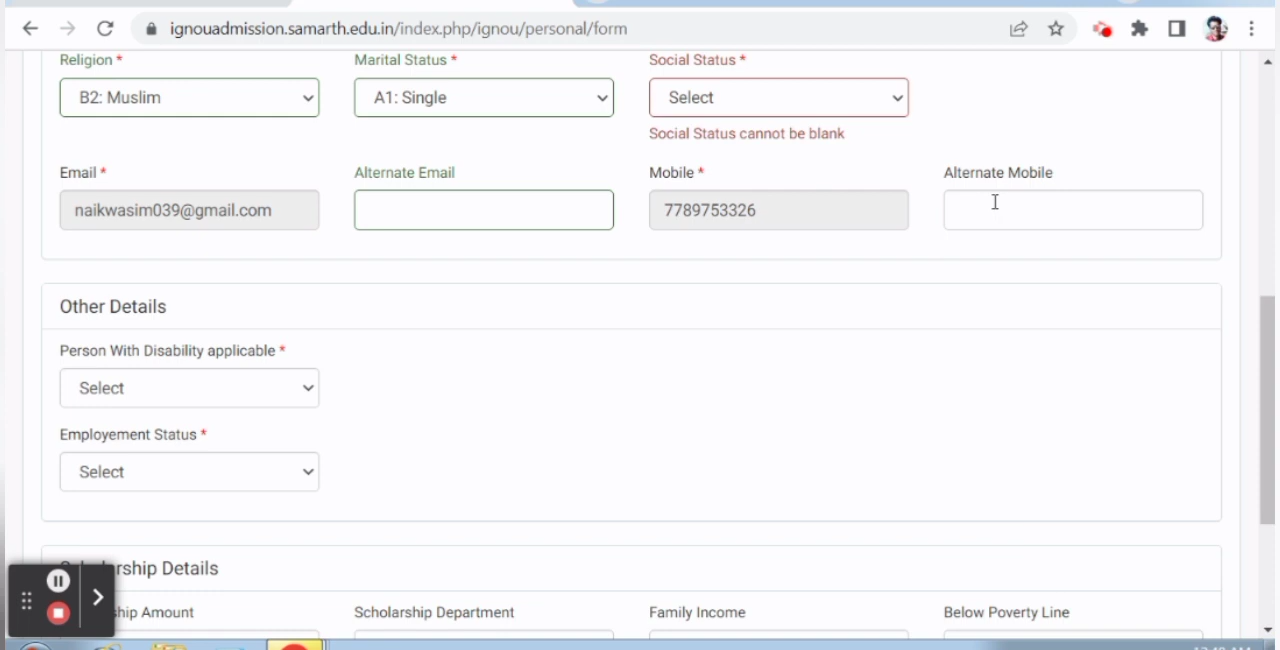 ignouadmission.samarth.edu.in/index.php/ignou/personal/form
Religion * Marital Status * Social Status *
B2: Muslim A1: Single Select
Social Status cannot be blank
Email * Alternate Email Mobile * Alternate Mobile
naikwasim039@gmail.com 7789753326
Other Details
Person With Disability applicable *
Select
Employement Status *
Select
rship Details
ship Amount Scholarship Department Family Income Below Poverty Line